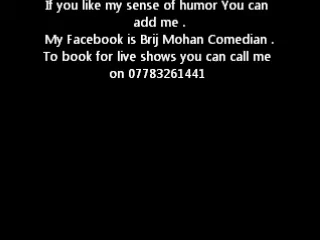 If you like my sense of humor You can
add me .
My Facebook is Brij Mohan Comedian .
To book for live shows you can call me
on 07783261441